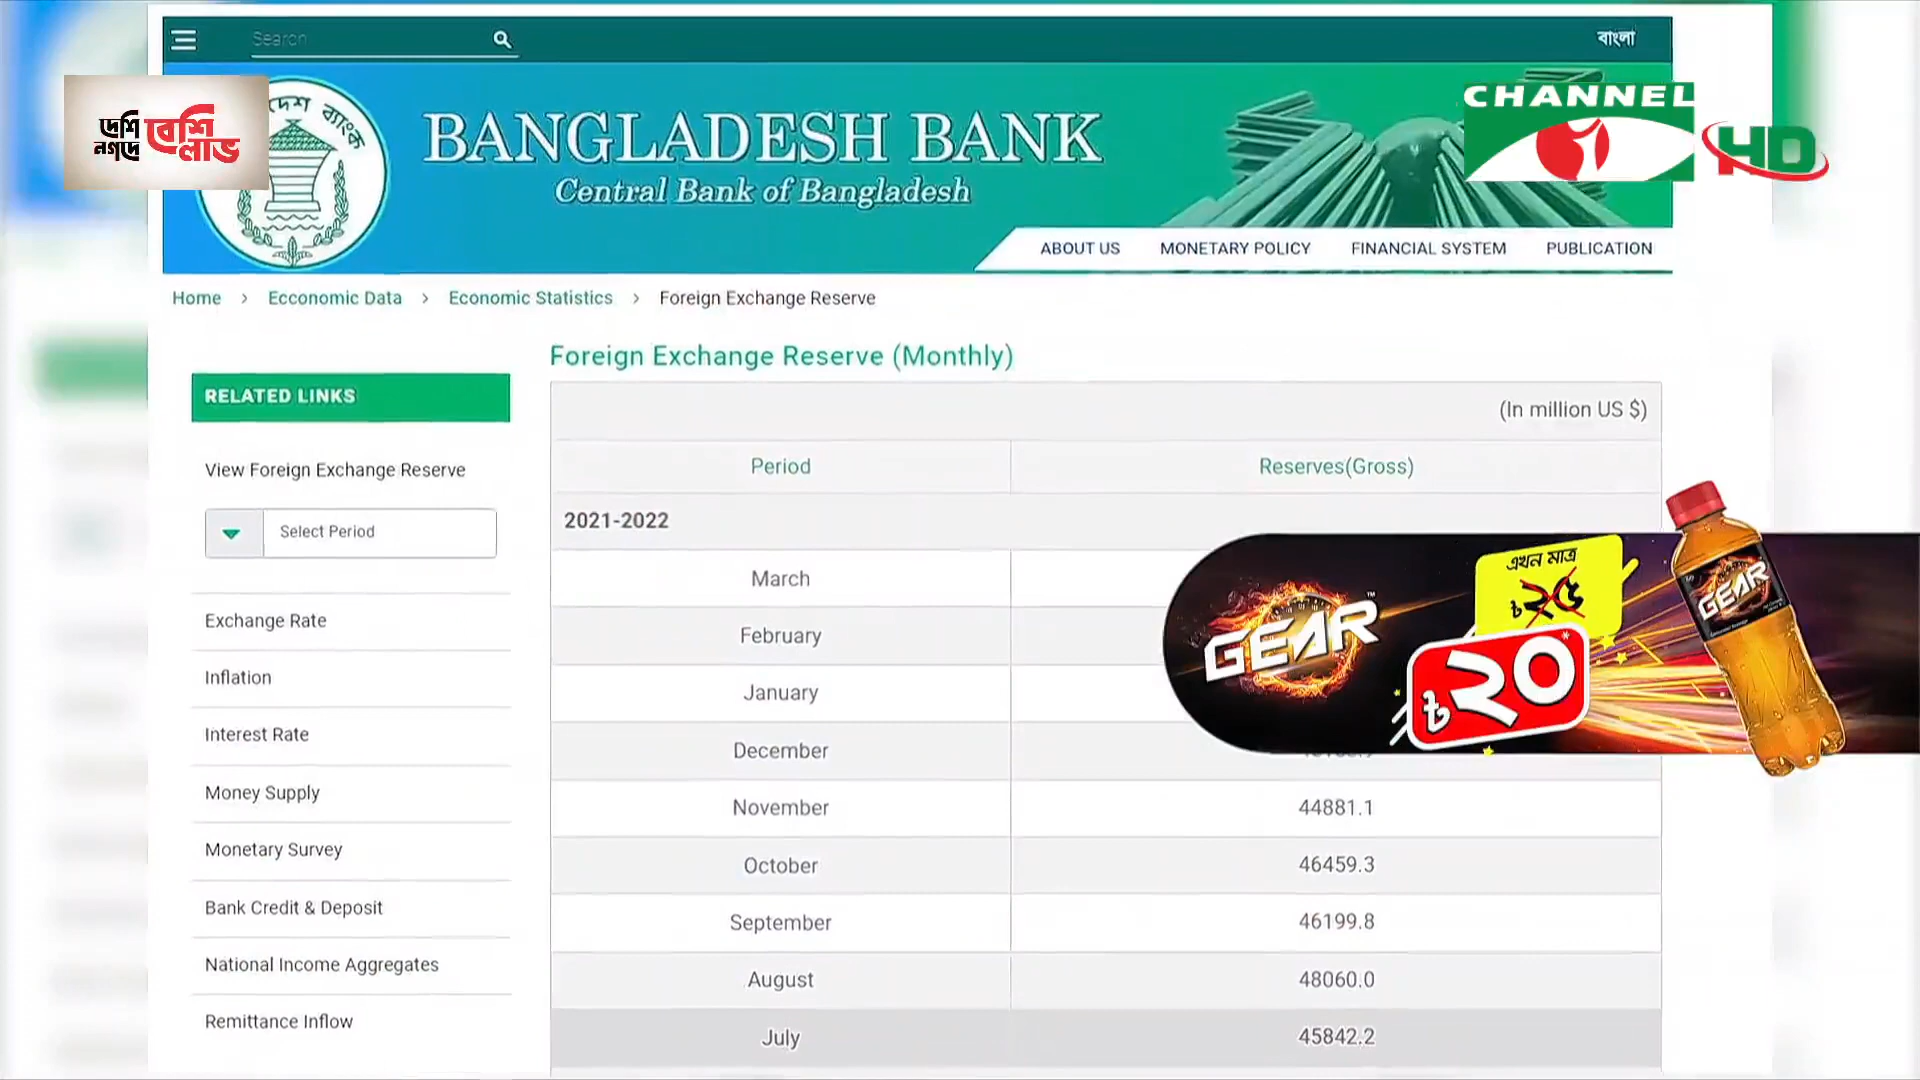 Search
বাংলা
দেশি বেশি
নগদে লাভ
BANGLADESH BANK
Central Bank of Bangladesh
CHANNEL
HD
ABOUT US MONETARY POLICY FINANCIAL SYSTEM PUBLICATION
Home > Ecconomic Data > Economic Statistics > Foreign Exchange Reserve
Foreign Exchange Reserve (Monthly)
RELATED LINKS
View Foreign Exchange Reserve
Select Period
Exchange Rate
Inflation
Interest Rate
Money Supply
Monetary Survey
Bank Credit & Deposit
National Income Aggregates
Remittance Inflow
(In million US $)
Period Reserves(Gross)
2021-2022
March
February
January
December
November 44881.1
October 46459.3
September 46199.8
August 48060.0
July 45842.2
GEAR™
এখন মাত্র
৳২৫
৳২০*
GEAR